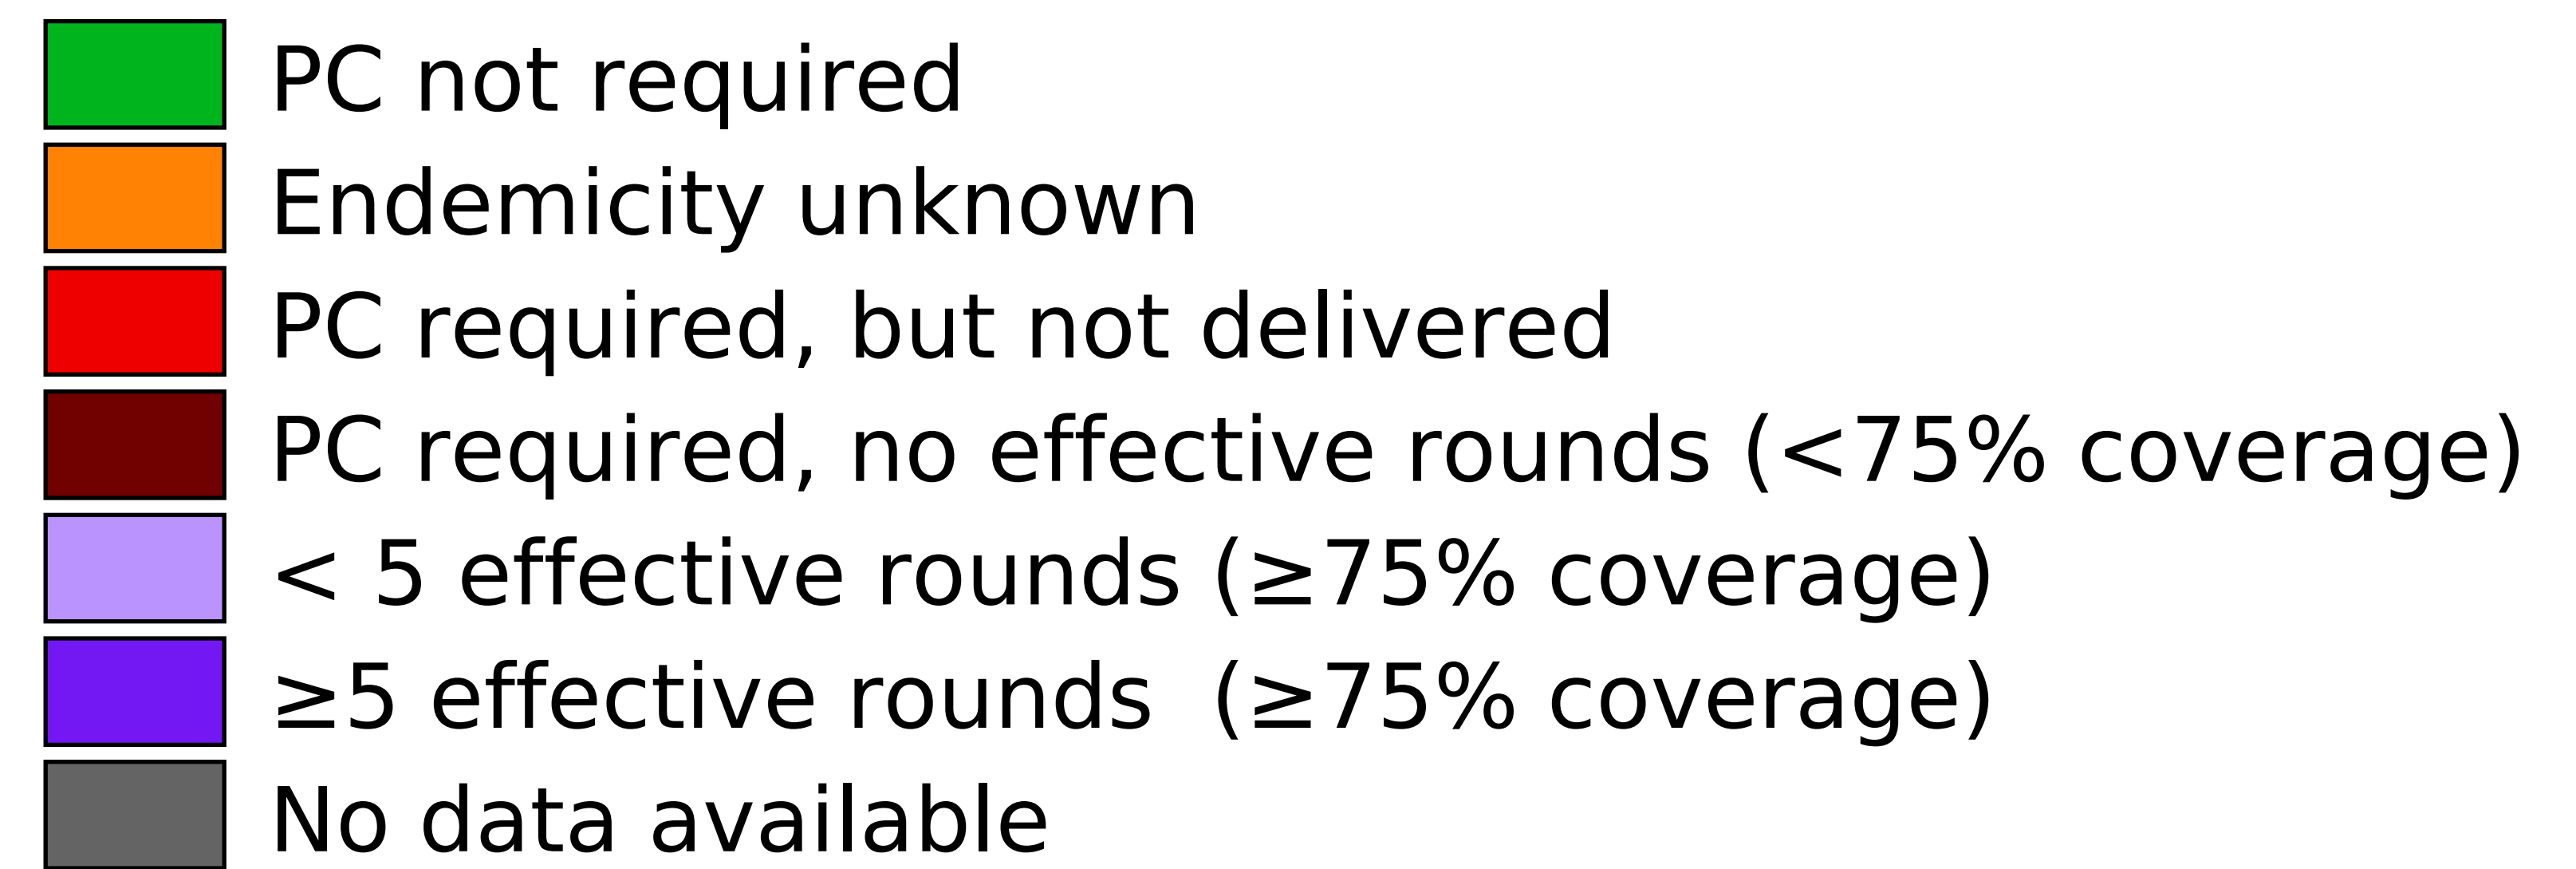 PC not required
Endemicity unknown
PC required, but not delivered
PC required, no effective rounds (<75% coverage)
< 5 effective rounds (≥75% coverage)
≥5 effective rounds  (≥75% coverage)
No data available